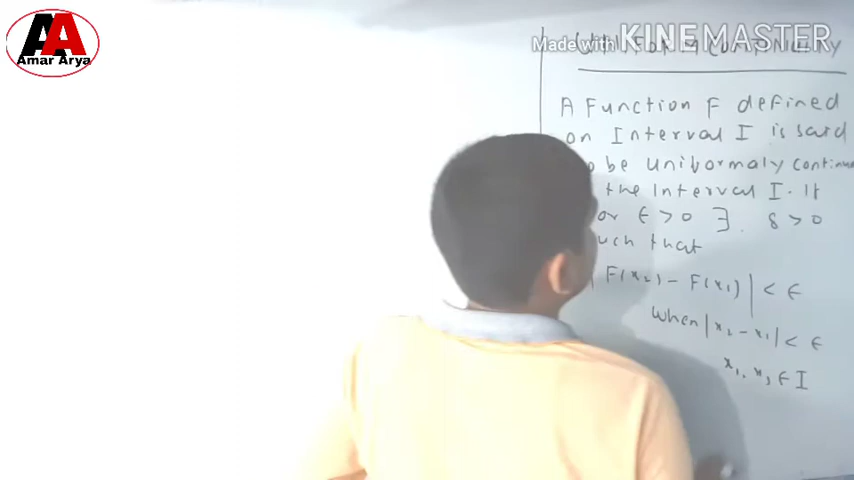 AA
Amar Arya
Made with KINEMASTER
A Function F defined
on Interval I is said
be uniformaly continu
the Interval I. If
or ϵ > 0 ∃. δ > 0
uch that
F(x₂) - F(x₁) | < ϵ
when |x₂ - x₁| < ϵ
x₁, x₂ ϵ I